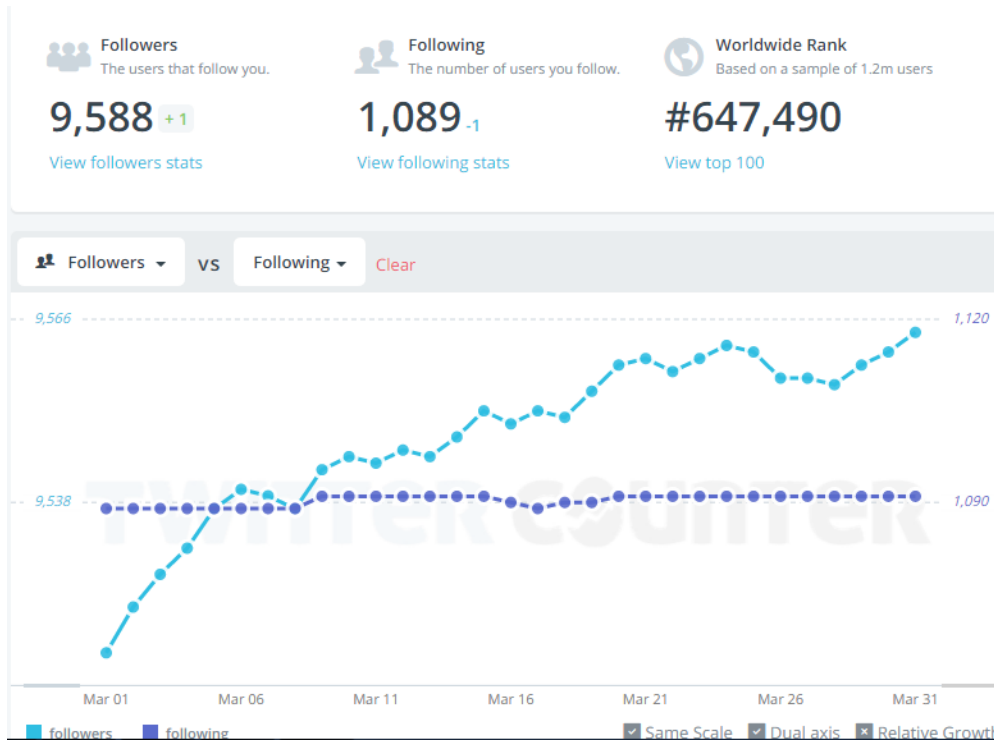 Followers
The users that follow you.
9,588 + 1
View followers stats
Following
The number of users you follow.
1,089 -1
View following stats
Worldwide Rank
Based on a sample of 1.2m users
#647,490
View top 100
Followers vs Following Clear
9,566 1,120
9,538 1,090
TWITTER COUNTER
Mar 01 Mar 06 Mar 11 Mar 16 Mar 21 Mar 26 Mar 31
followers following Same Scale Dual axis Relative Growth